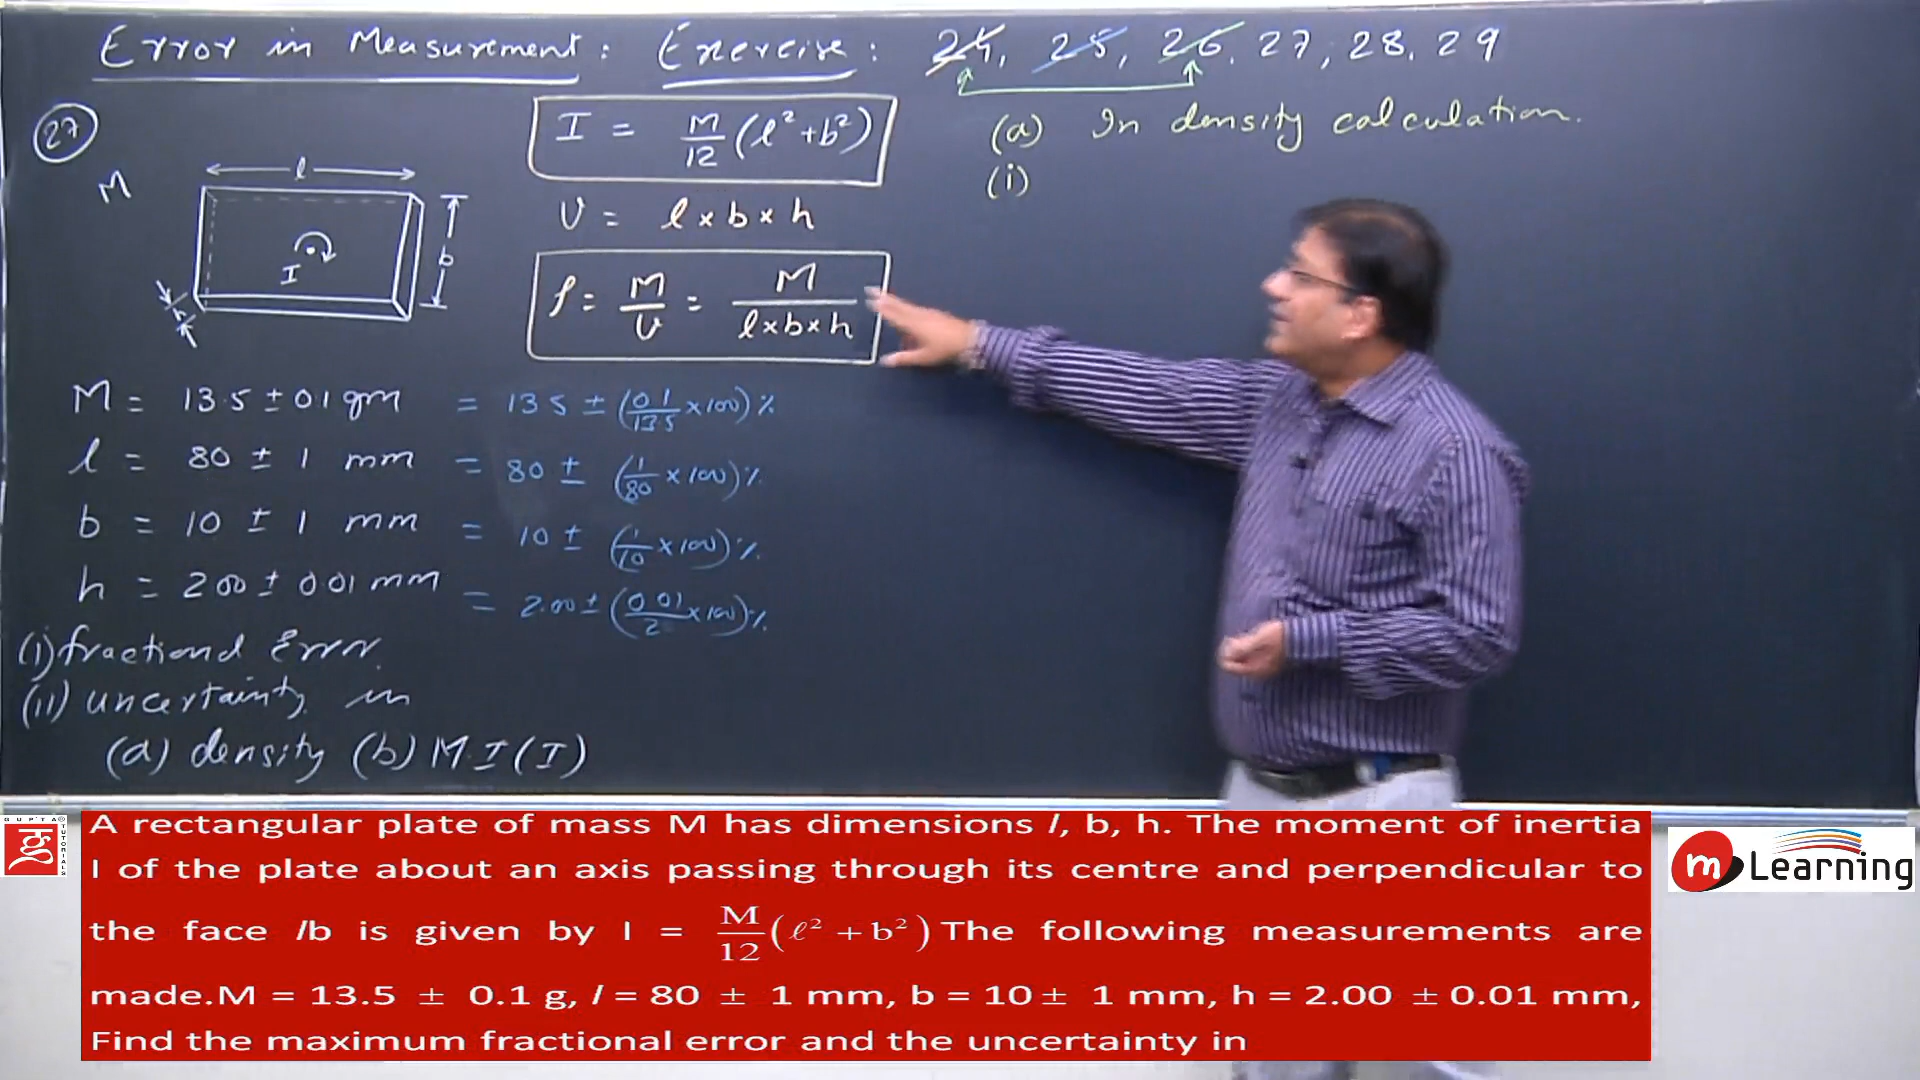 Error in Measurement : Exercise : 24, 25, 26, 27, 28, 29
27
M
l
b
h
I
I = M/12 (l² + b²)
V = l × b × h
ρ = M/V = M/(l × b × h)
(a) In density calculation.
(i)
M = 13.5 ± 0.1 gm = 13.5 ± (0.1/13.5 × 100) %
l = 80 ± 1 mm = 80 ± (1/80 × 100) %
b = 10 ± 1 mm = 10 ± (1/10 × 100) %
h = 2.00 ± 0.01 mm = 2.00 ± (0.01/2 × 100) %
(i) fractional Error.
(ii) uncertainty in
(a) density (b) M.I (I)
A rectangular plate of mass M has dimensions l, b, h. The moment of inertia
I of the plate about an axis passing through its centre and perpendicular to
the face lb is given by I = M/12 (ℓ² + b²) The following measurements are
made.M = 13.5 ± 0.1 g, l = 80 ± 1 mm, b = 10 ± 1 mm, h = 2.00 ± 0.01 mm,
Find the maximum fractional error and the uncertainty in
GUPTA
TUTORIALS
m Learning